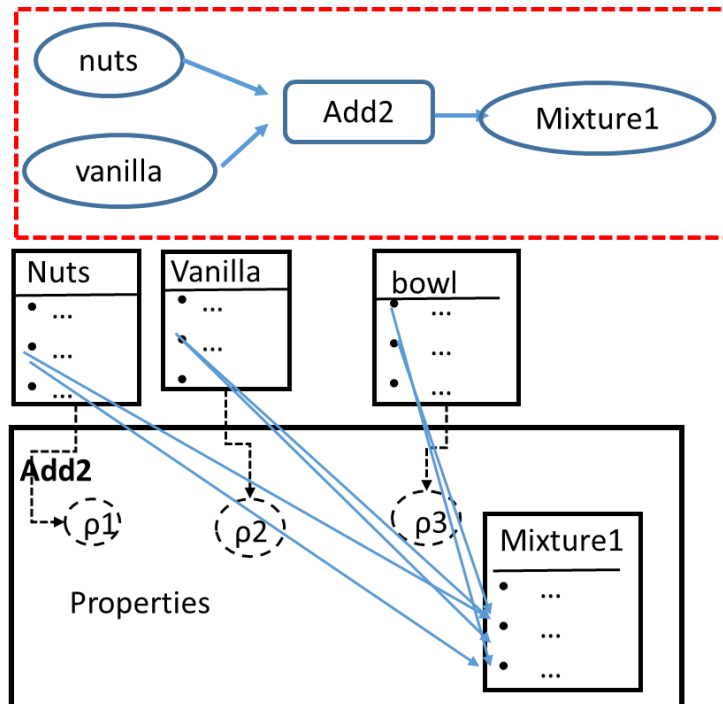 nuts
Add2
Mixture1
vanilla
Nuts
Vanilla
bowl
• ...
• ...
• ...
• ...
• ...
•
• ...
• ...
• ...
Add2
ρ1
ρ2
ρ3
Mixture1
Properties
• ...
• ...
• ...